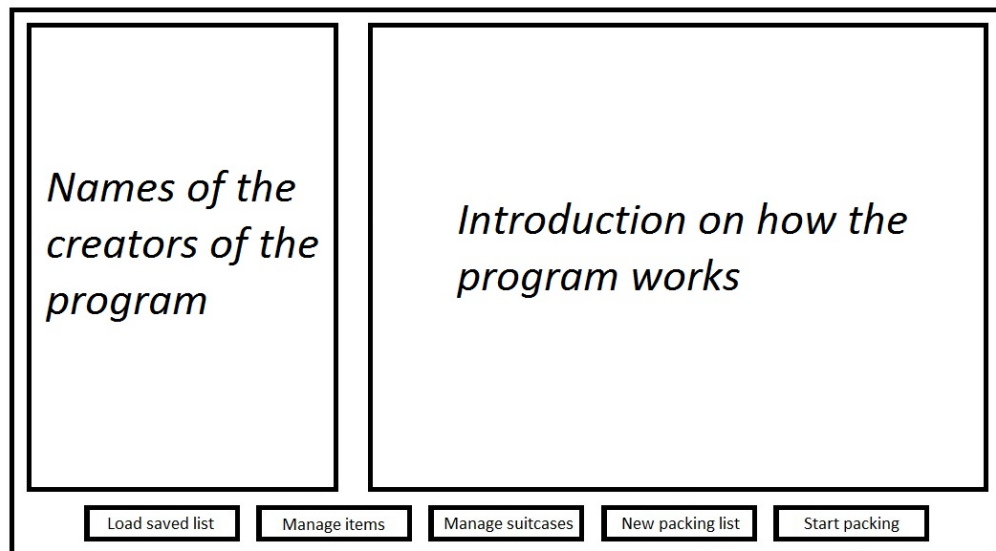 Names of the
creators of the
program
Introduction on how the
program works
Load saved list
Manage items
Manage suitcases
New packing list
Start packing